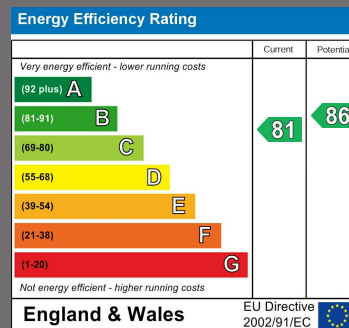 Energy Efficiency Rating
Current Potentia
Very energy efficient - lower running costs
(92 plus) A
(81-91) B
(69-80) C
(55-68) D
(39-54) E
(21-38) F
(1-20) G
81
86
Not energy efficient - higher running costs
England & Wales
EU Directive
2002/91/EC